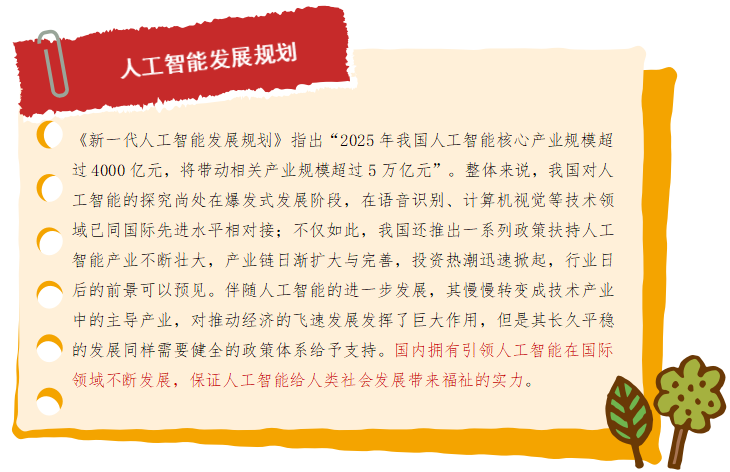 人工智能发展规划
《新一代人工智能发展规划》指出“2025 年我国人工智能核心产业规模超
过 4000 亿元，将带动相关产业规模超过 5 万亿元”。整体来说，我国对人
工智能的探究尚处在爆发式发展阶段，在语音识别、计算机视觉等技术领
域已同国际先进水平相对接；不仅如此，我国还推出一系列政策扶持人工
智能产业不断壮大，产业链日渐扩大与完善，投资热潮迅速掀起，行业日
后的前景可以预见。伴随人工智能的进一步发展，其慢慢转变成技术产业
中的主导产业，对推动经济的飞速发展发挥了巨大作用，但是其长久平稳
的发展同样需要健全的政策体系给予支持。国内拥有引领人工智能在国际
领域不断发展，保证人工智能给人类社会发展带来福祉的实力。